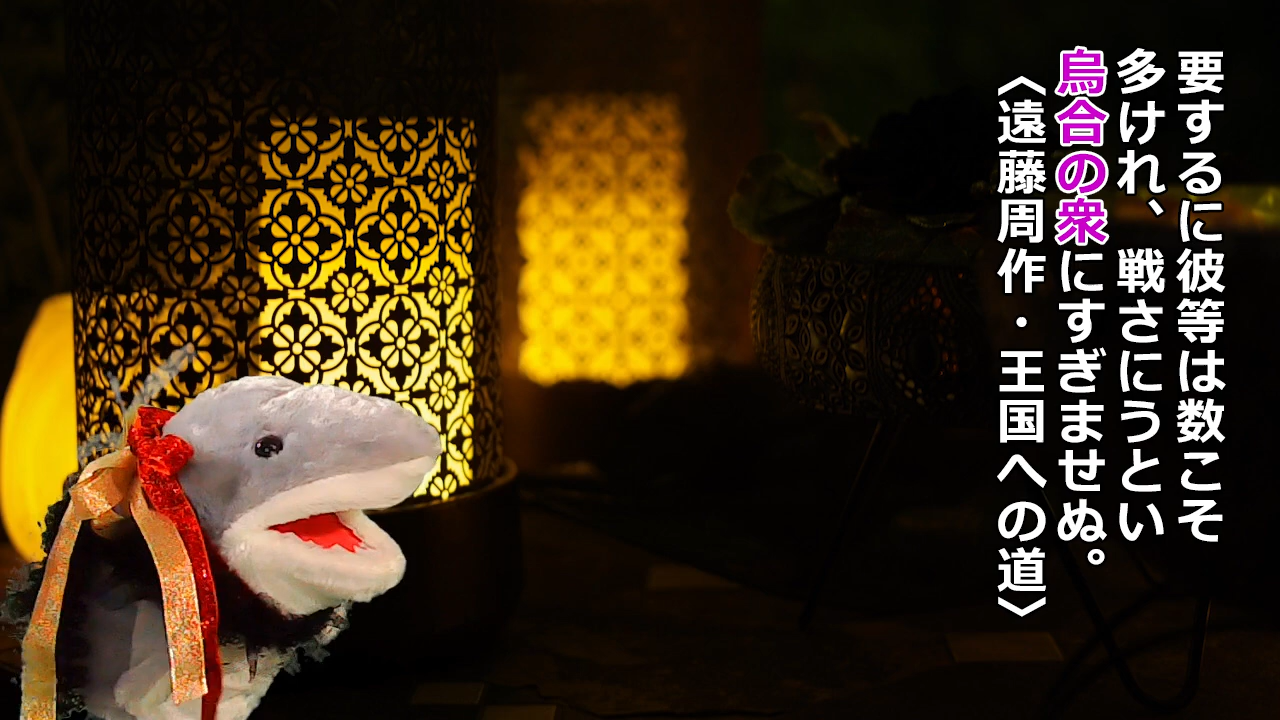 要するに彼等は数こそ
多けれ、戦さにうとい
烏合の衆にすぎませぬ。
〈遠藤周作・王国への道〉